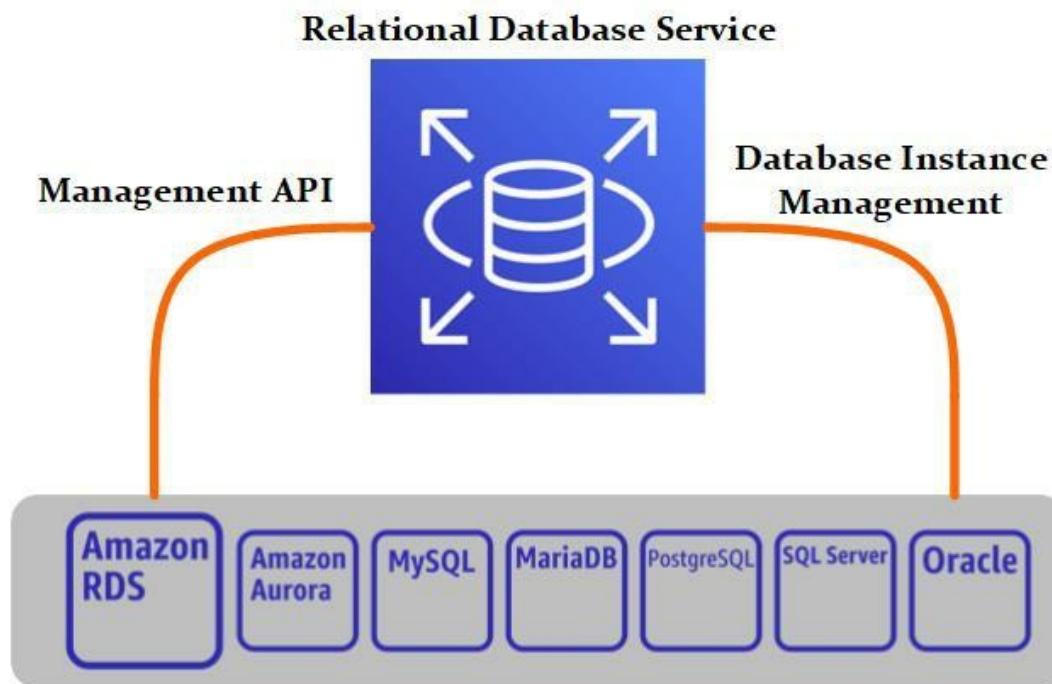 Relational Database Service
Management API
Database Instance
Management
Amazon
RDS
Amazon
Aurora
MySQL
MariaDB
PostgreSQL
SQL Server
Oracle